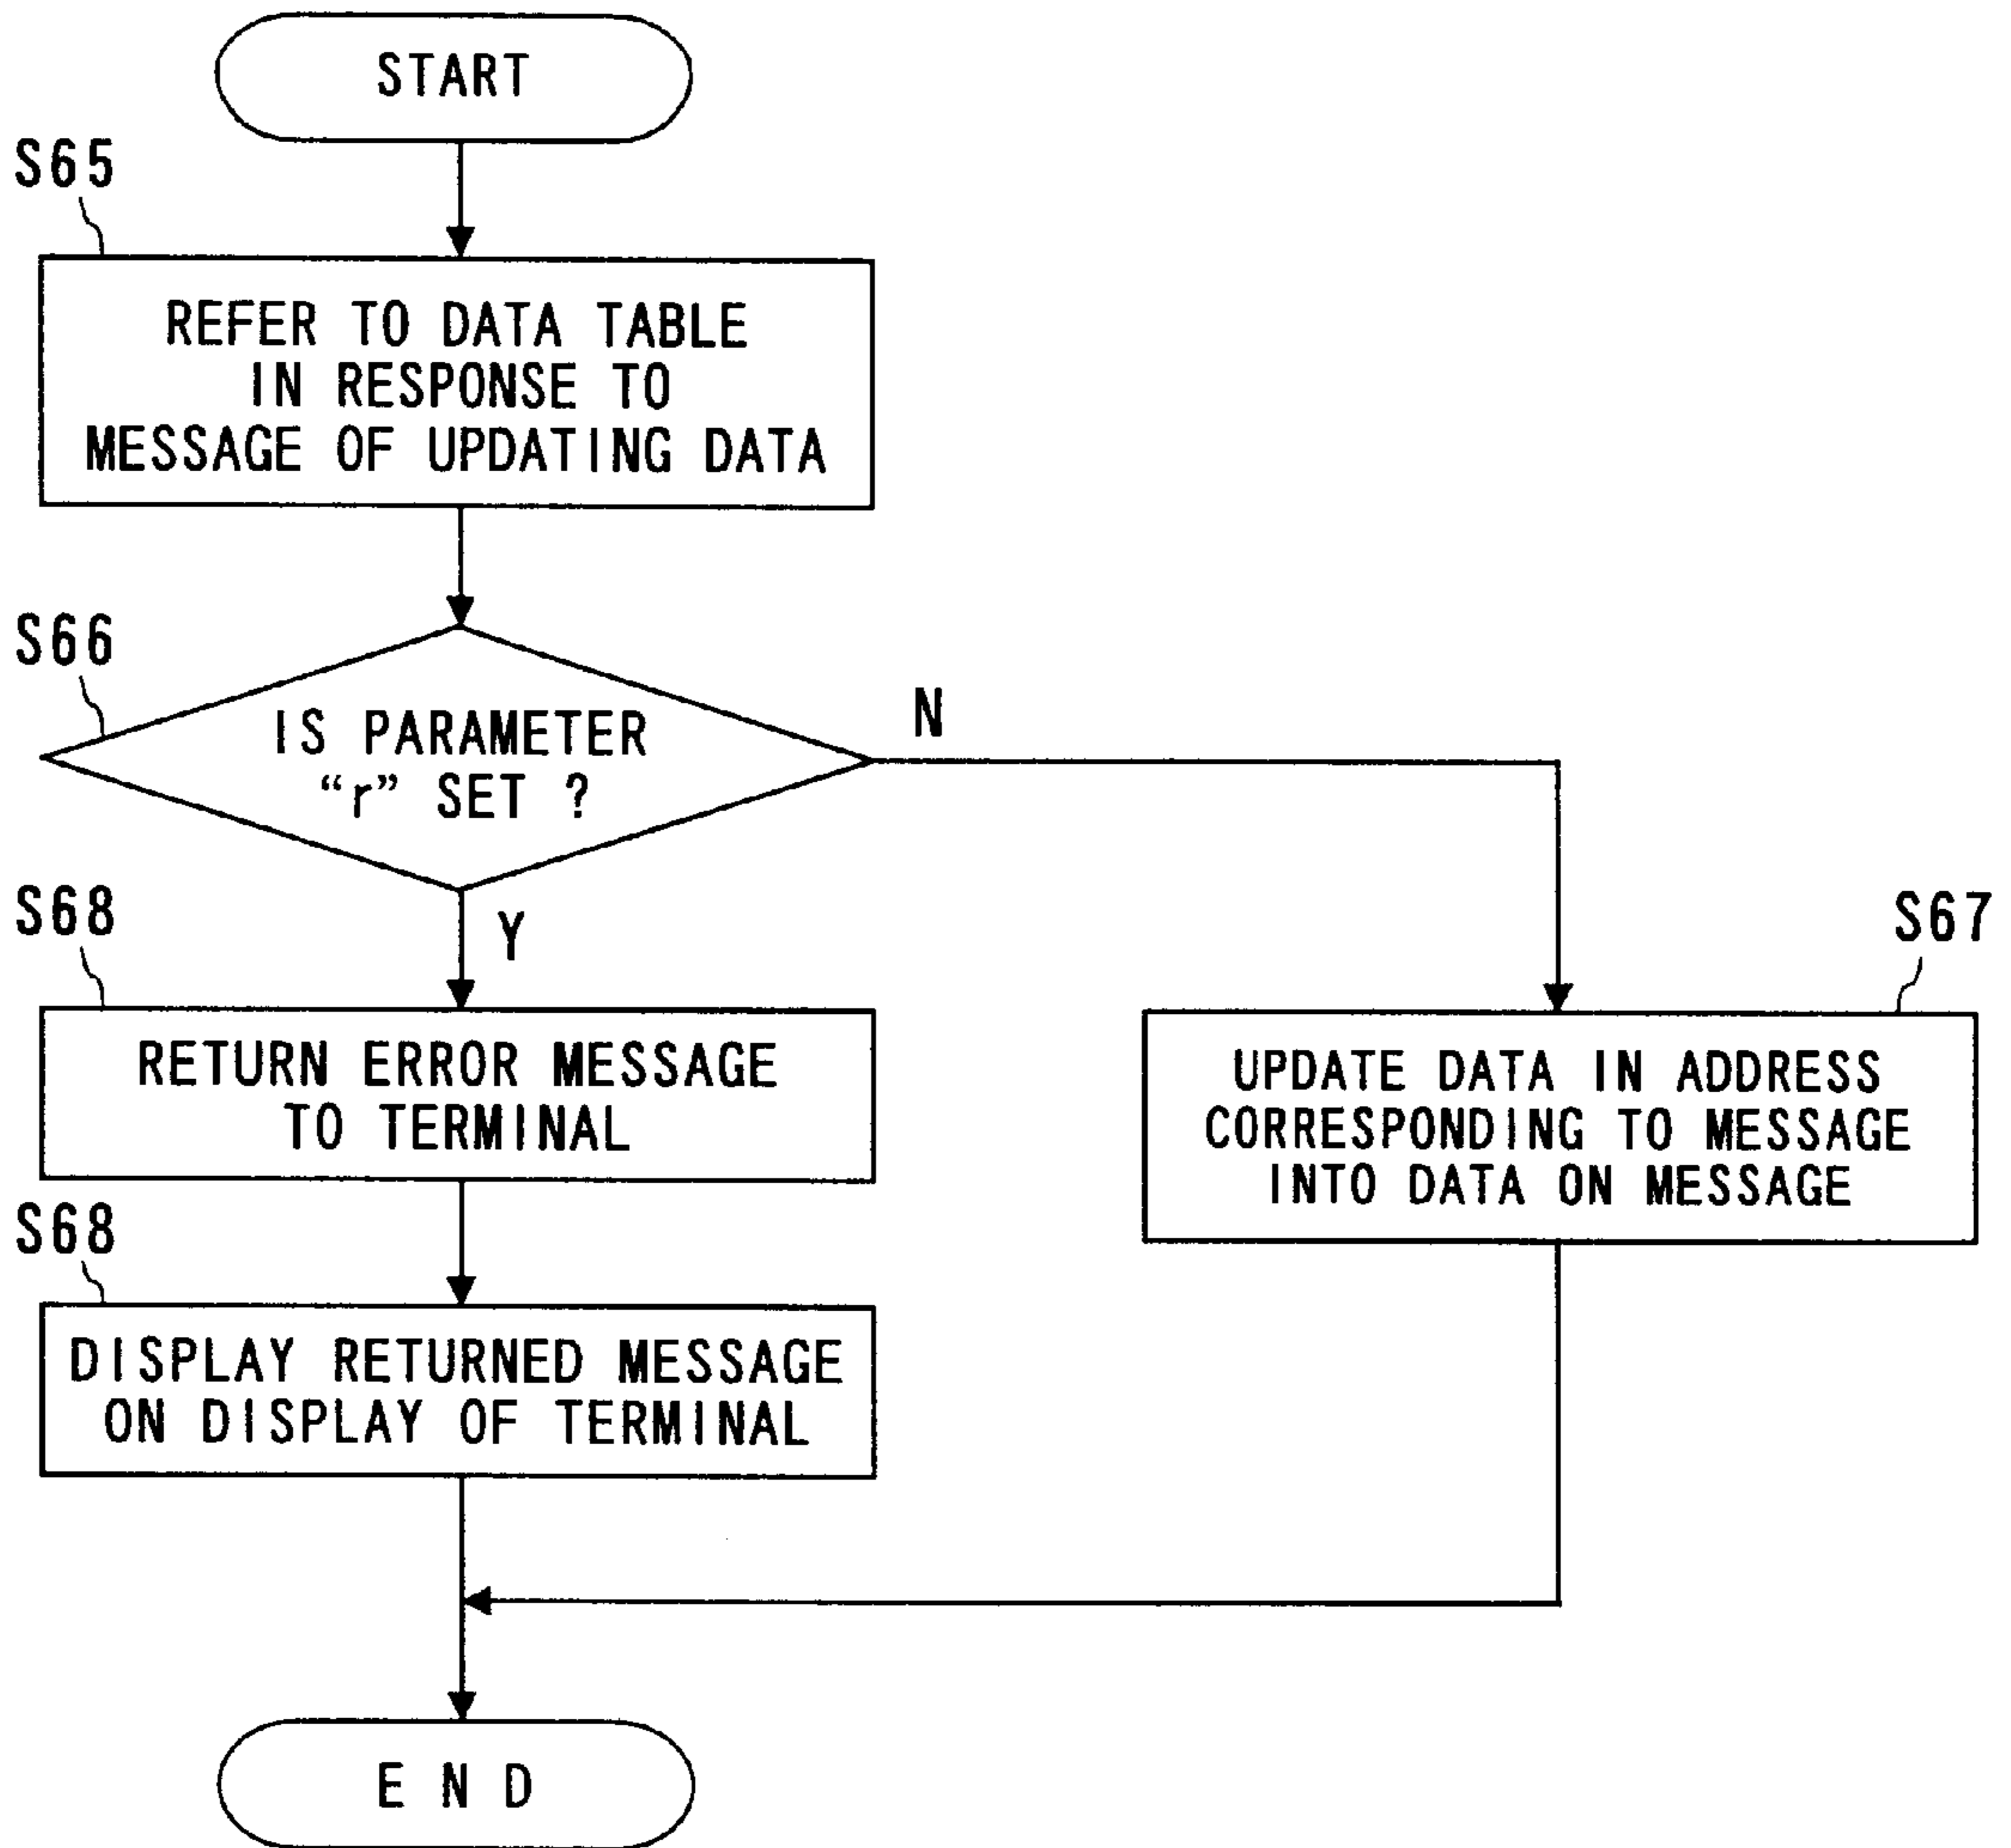 START
S65
REFER TO DATA TABLE
IN RESPONSE TO
MESSAGE OF UPDATING DATA
S66
IS PARAMETER
“r” SET ?
N
Y
S68
RETURN ERROR MESSAGE
TO TERMINAL
S67
UPDATE DATA IN ADDRESS
CORRESPONDING TO MESSAGE
INTO DATA ON MESSAGE
S68
DISPLAY RETURNED MESSAGE
ON DISPLAY OF TERMINAL
END